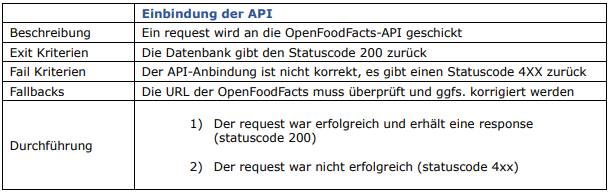 Einbindung der API
Beschreibung Ein request wird an die OpenFoodFacts-API geschickt
Exit Kriterien Die Datenbank gibt den Statuscode 200 zurück
Fail Kriterien Der API-Anbindung ist nicht korrekt, es gibt einen Statuscode 4XX zurück
Fallbacks Die URL der OpenFoodFacts muss überprüft und ggfs. korrigiert werden
Durchführung
1) Der request war erfolgreich und erhält eine response
(statuscode 200)
2) Der request war nicht erfolgreich (statuscode 4xx)